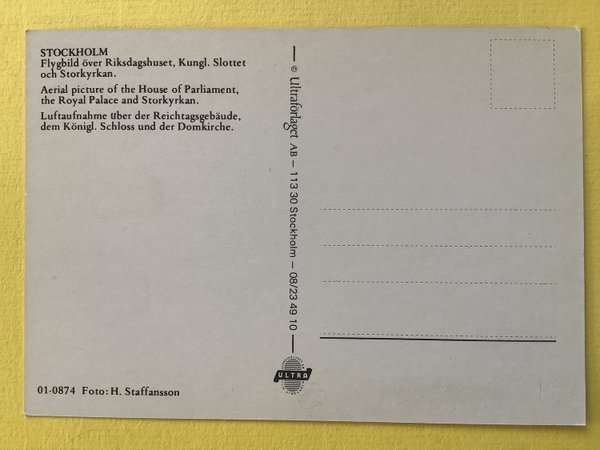 STOCKHOLM
Flygbild över Riksdagshuset, Kungl. Slottet
och Storkyrkan.
Aerial picture of the House of Parliament,
the Royal Palace and Storkyrkan.
Luftaufnahme über der Reichtagsgebäude,
dem Königl. Schloss und der Domkirche.
© Ultraförlaget AB – 113 30 Stockholm – 08/23 49 10
ULTRA
01-0874 Foto: H. Staffansson